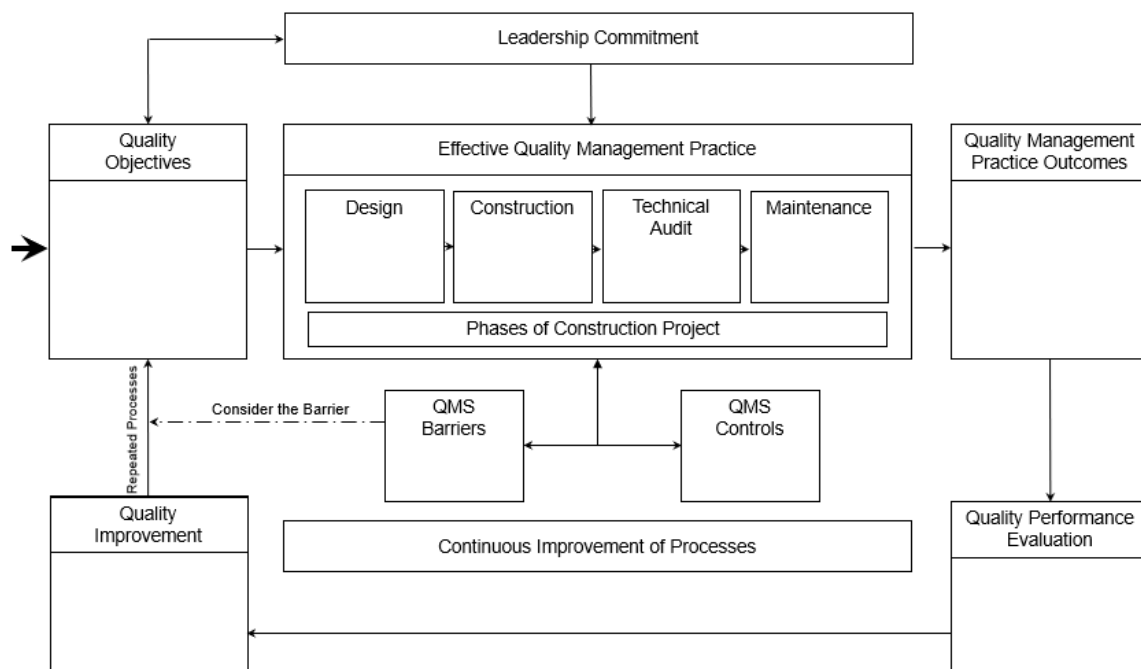 Leadership Commitment
Quality
Objectives
Effective Quality Management Practice
Quality Management
Practice Outcomes
Design
Construction
Technical
Audit
Maintenance
Phases of Construction Project
Repeated Processes
Consider the Barrier
QMS
Barriers
QMS
Controls
Quality
Improvement
Continuous Improvement of Processes
Quality Performance
Evaluation